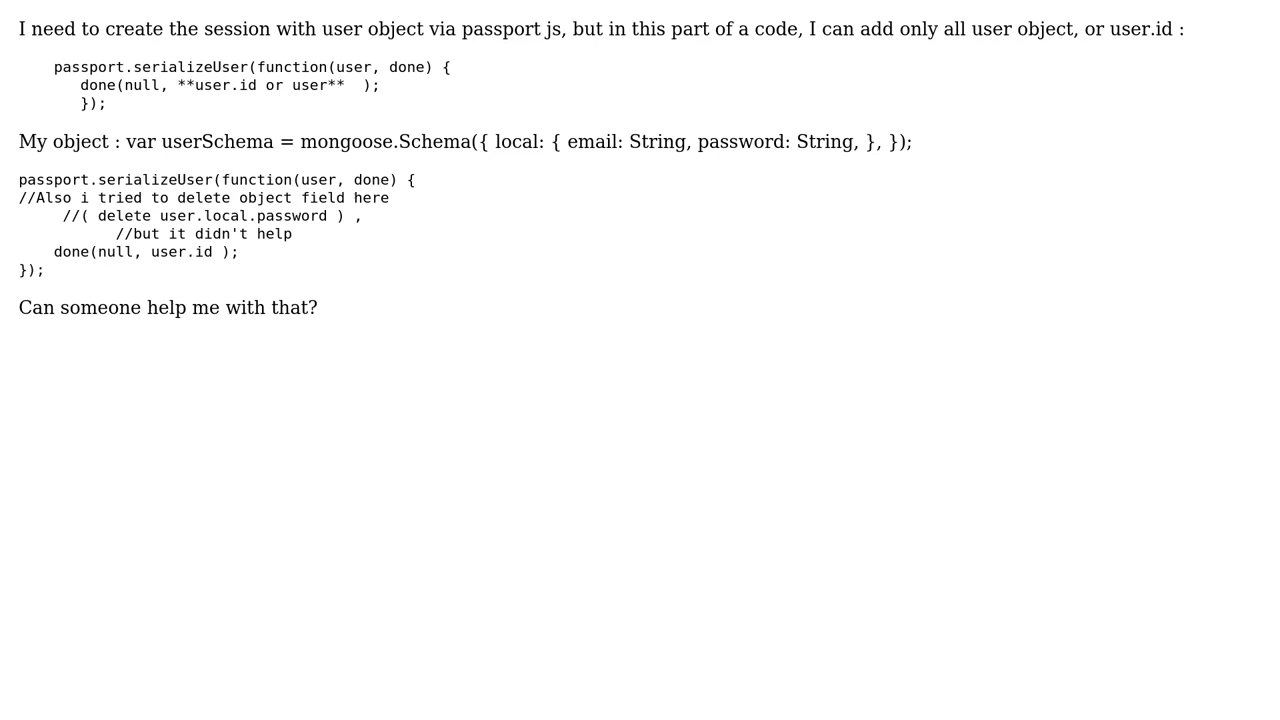 I need to create the session with user object via passport js, but in this part of a code, I can add only all user object, or user.id :
passport.serializeUser(function(user, done) {
done(null, **user.id or user**  );
});
My object : var userSchema = mongoose.Schema({ local: { email: String, password: String, }, });
passport.serializeUser(function(user, done) {
//Also i tried to delete object field here
//( delete user.local.password ) ,
//but it didn't help
done(null, user.id );
});
Can someone help me with that?